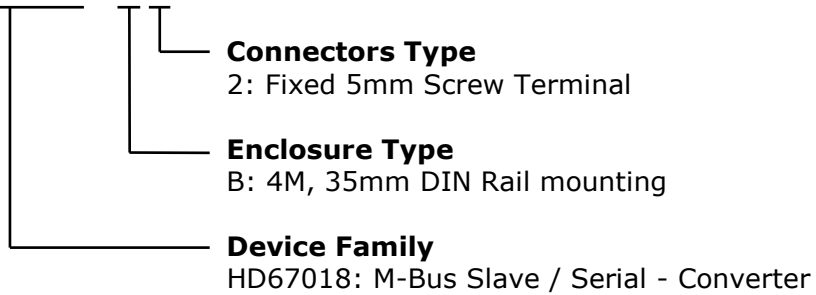 Connectors Type
2: Fixed 5mm Screw Terminal
Enclosure Type
B: 4M, 35mm DIN Rail mounting
Device Family
HD67018: M-Bus Slave / Serial - Converter